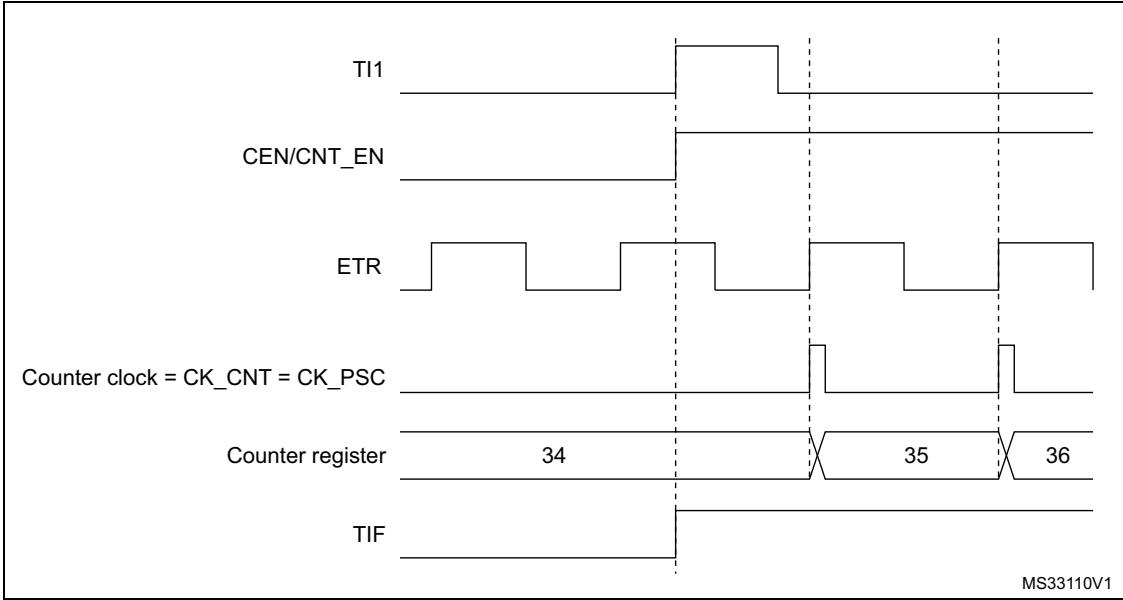 TI1
CEN/CNT_EN
ETR
Counter clock = CK_CNT = CK_PSC
Counter register 34 35 36
TIF
MS33110V1